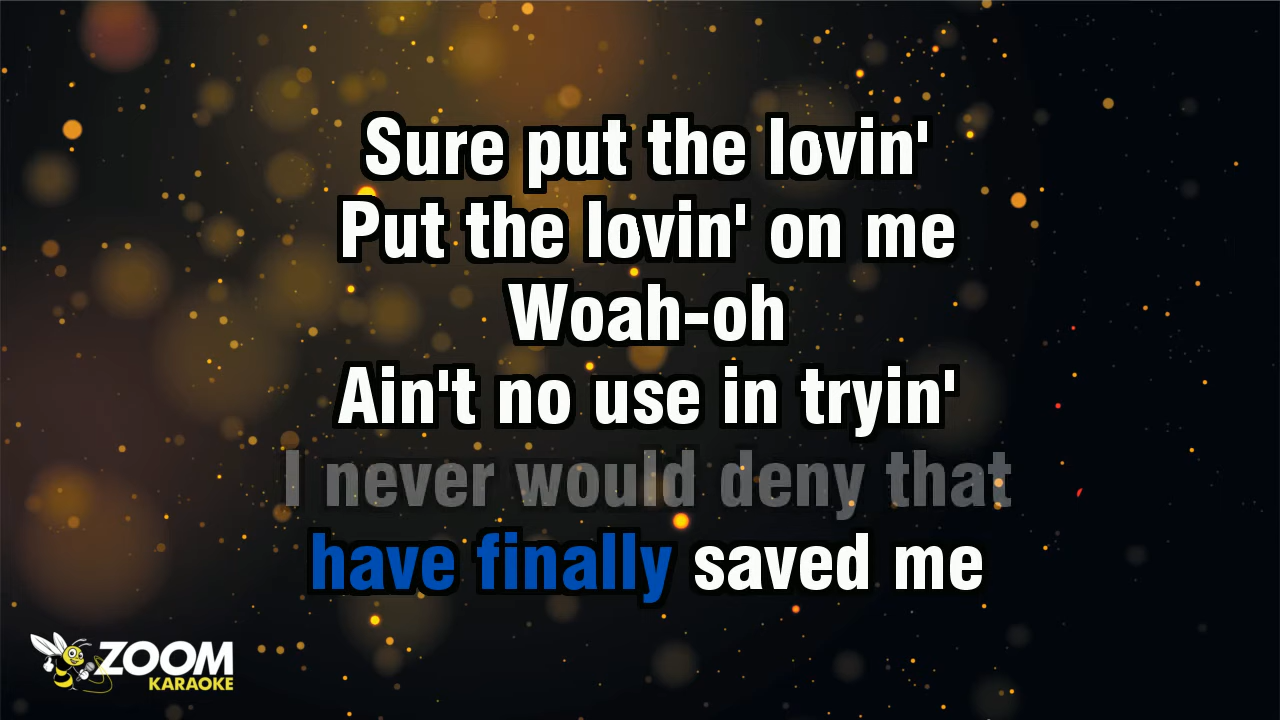 Sure put the lovin'
Put the lovin' on me
Woah-oh
Ain't no use in tryin'
I never would deny that
have finally saved me
ZOOM
KARAOKE